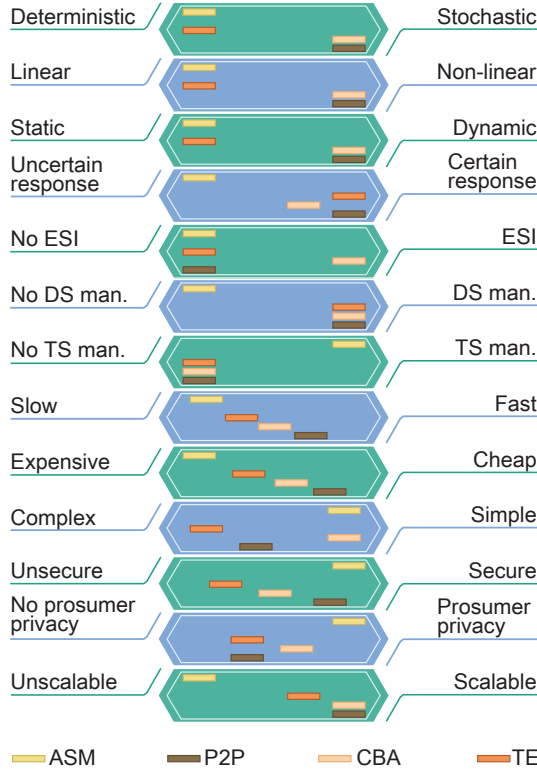 Deterministic Stochastic
Linear Non-linear
Static Dynamic
Uncertain Certain
response response
No ESI ESI
No DS man. DS man.
No TS man. TS man.
Slow Fast
Expensive Cheap
Complex Simple
Unsecure Secure
No prosumer Prosumer
privacy privacy
Unscalable Scalable
ASM P2P CBA TE